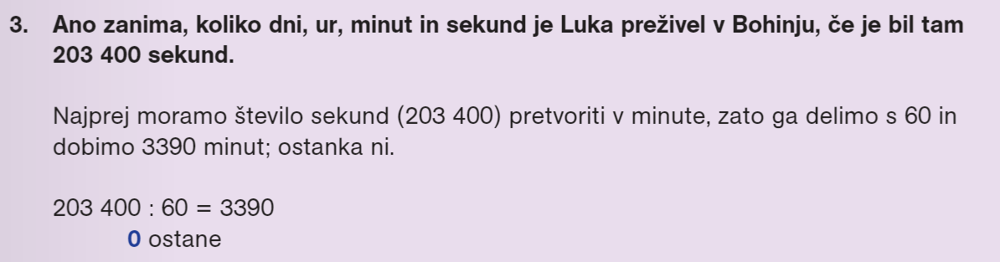 3. Ano zanima, koliko dni, ur, minut in sekund je Luka preživel v Bohinju, če je bil tam
203 400 sekund.
Najprej moramo število sekund (203 400) pretvoriti v minute, zato ga delimo s 60 in
dobimo 3390 minut; ostanka ni.
203 400 : 60 = 3390
0 ostane